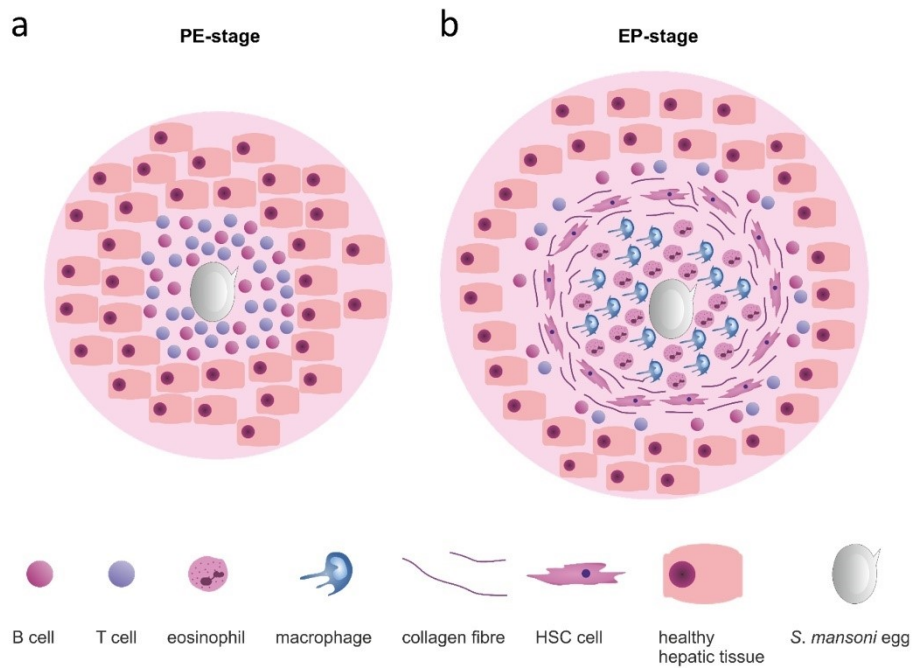 a
PE-stage
b
EP-stage
B cell
T cell
eosinophil
macrophage
collagen fibre
HSC cell
healthy
hepatic tissue
S. mansoni egg